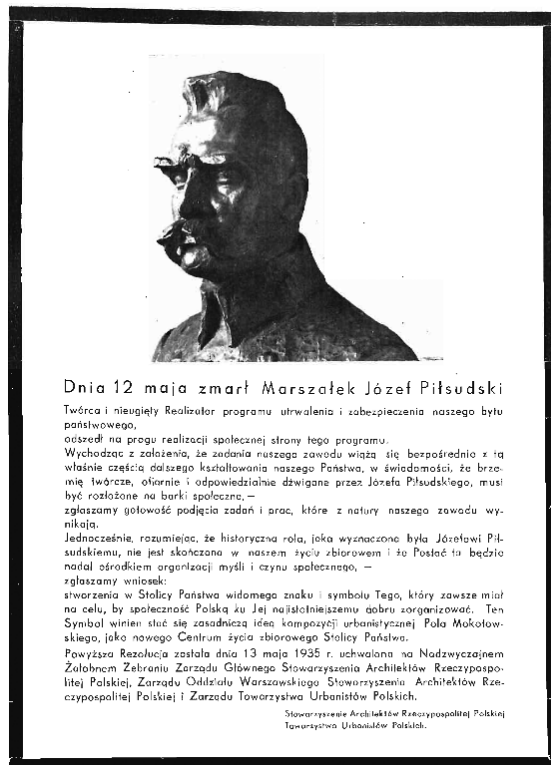 Dnia 12 maja zmarł Marszałek Józef Piłsudski
Twórca i nieugięty Realizator programu utrwalenia i zabezpieczenia naszego bytu
państwowego,
odszedł na progu realizacji społecznej strony tego programu.
Wychodząc z założenia, że zadania naszego zawodu wiążą się bezpośrednio z tą
właśnie częścią dalszego kształtowania naszego Państwa, w świadomości, że brze-
mię twórcze, ofiarnie i odpowiedzialnie dźwigane przez Józefa Piłsudskiego, musi
być rozłożone na barki społeczne, —
zgłaszamy gotowość podjęcia zadań i prac, które z natury naszego zawodu wy-
nikają.
Jednocześnie, rozumiejąc, że historyczna rola, jaka wyznaczona była Józefowi Pił-
sudskiemu, nie jest skończona w naszem życiu zbiorowem i że Postać ta będzie
nadal ośrodkiem organizacji myśli i czynu społecznego, —
zgłaszamy wniosek:
stworzenia w Stolicy Państwa widomego znaku i symbolu Tego, który zawsze miał
na celu, by społeczność Polską ku Jej najistotniejszemu dobru zorganizować. Ten
Symbol winien stać się zasadniczą ideą kompozycji urbanistycznej Pola Mokotow-
skiego, jako nowego Centrum życia zbiorowego Stolicy Państwa.
Powyższa Rezolucja została dnia 13 maja 1935 r. uchwalona na Nadzwyczajnem
Żałobnem Zebraniu Zarządu Głównego Stowarzyszenia Architektów Rzeczypospo-
litej Polskiej, Zarządu Oddziału Warszawskiego Stowarzyszenia Architektów Rze-
czypospolitej Polskiej i Zarządu Towarzystwa Urbanistów Polskich.
Stowarzyszenie Architektów Rzeczypospolitej Polskiej
Towarzystwo Urbanistów Polskich.